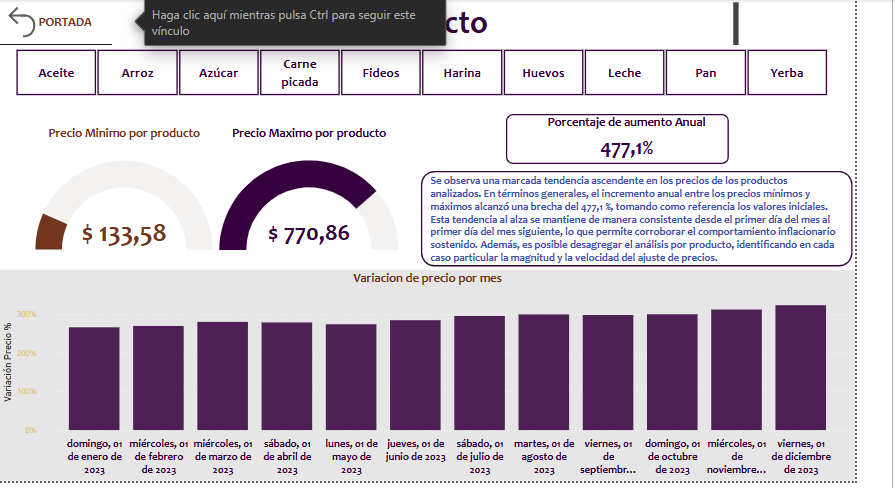 PORTADA
Haga clic aquí mientras pulsa Ctrl para seguir este
vínculo
cto
Aceite
Arroz
Azúcar
Carne
picada
Fideos
Harina
Huevos
Leche
Pan
Yerba
Precio Minimo por producto
Precio Maximo por producto
Porcentaje de aumento Anual
477,1%
$ 133,58
$ 770,86
Se observa una marcada tendencia ascendente en los precios de los productos
analizados. En términos generales, el incremento anual entre los precios mínimos y
máximos alcanzó una brecha del 477,1 %, tomando como referencia los valores iniciales.
Esta tendencia al alza se mantiene de manera consistente desde el primer día del mes al
primer día del mes siguiente, lo que permite corroborar el comportamiento inflacionario
sostenido. Además, es posible desagregar el análisis por producto, identificando en cada
caso particular la magnitud y la velocidad del ajuste de precios.
Variacion de precio por mes
Variación Precio %
300%
200%
100%
0%
domingo, 01
de enero de
2023
miércoles, 01
de febrero
de 2023
miércoles, 01
de marzo de
2023
sábado, 01
de abril de
2023
lunes, 01 de
mayo de
2023
jueves, 01 de
junio de 2023
sábado, 01
de julio de
2023
martes, 01 de
agosto de
2023
viernes, 01
de
septiembr...
domingo, 01
de octubre
de 2023
miércoles, 01
de
noviembre...
viernes, 01
de diciembre
de 2023